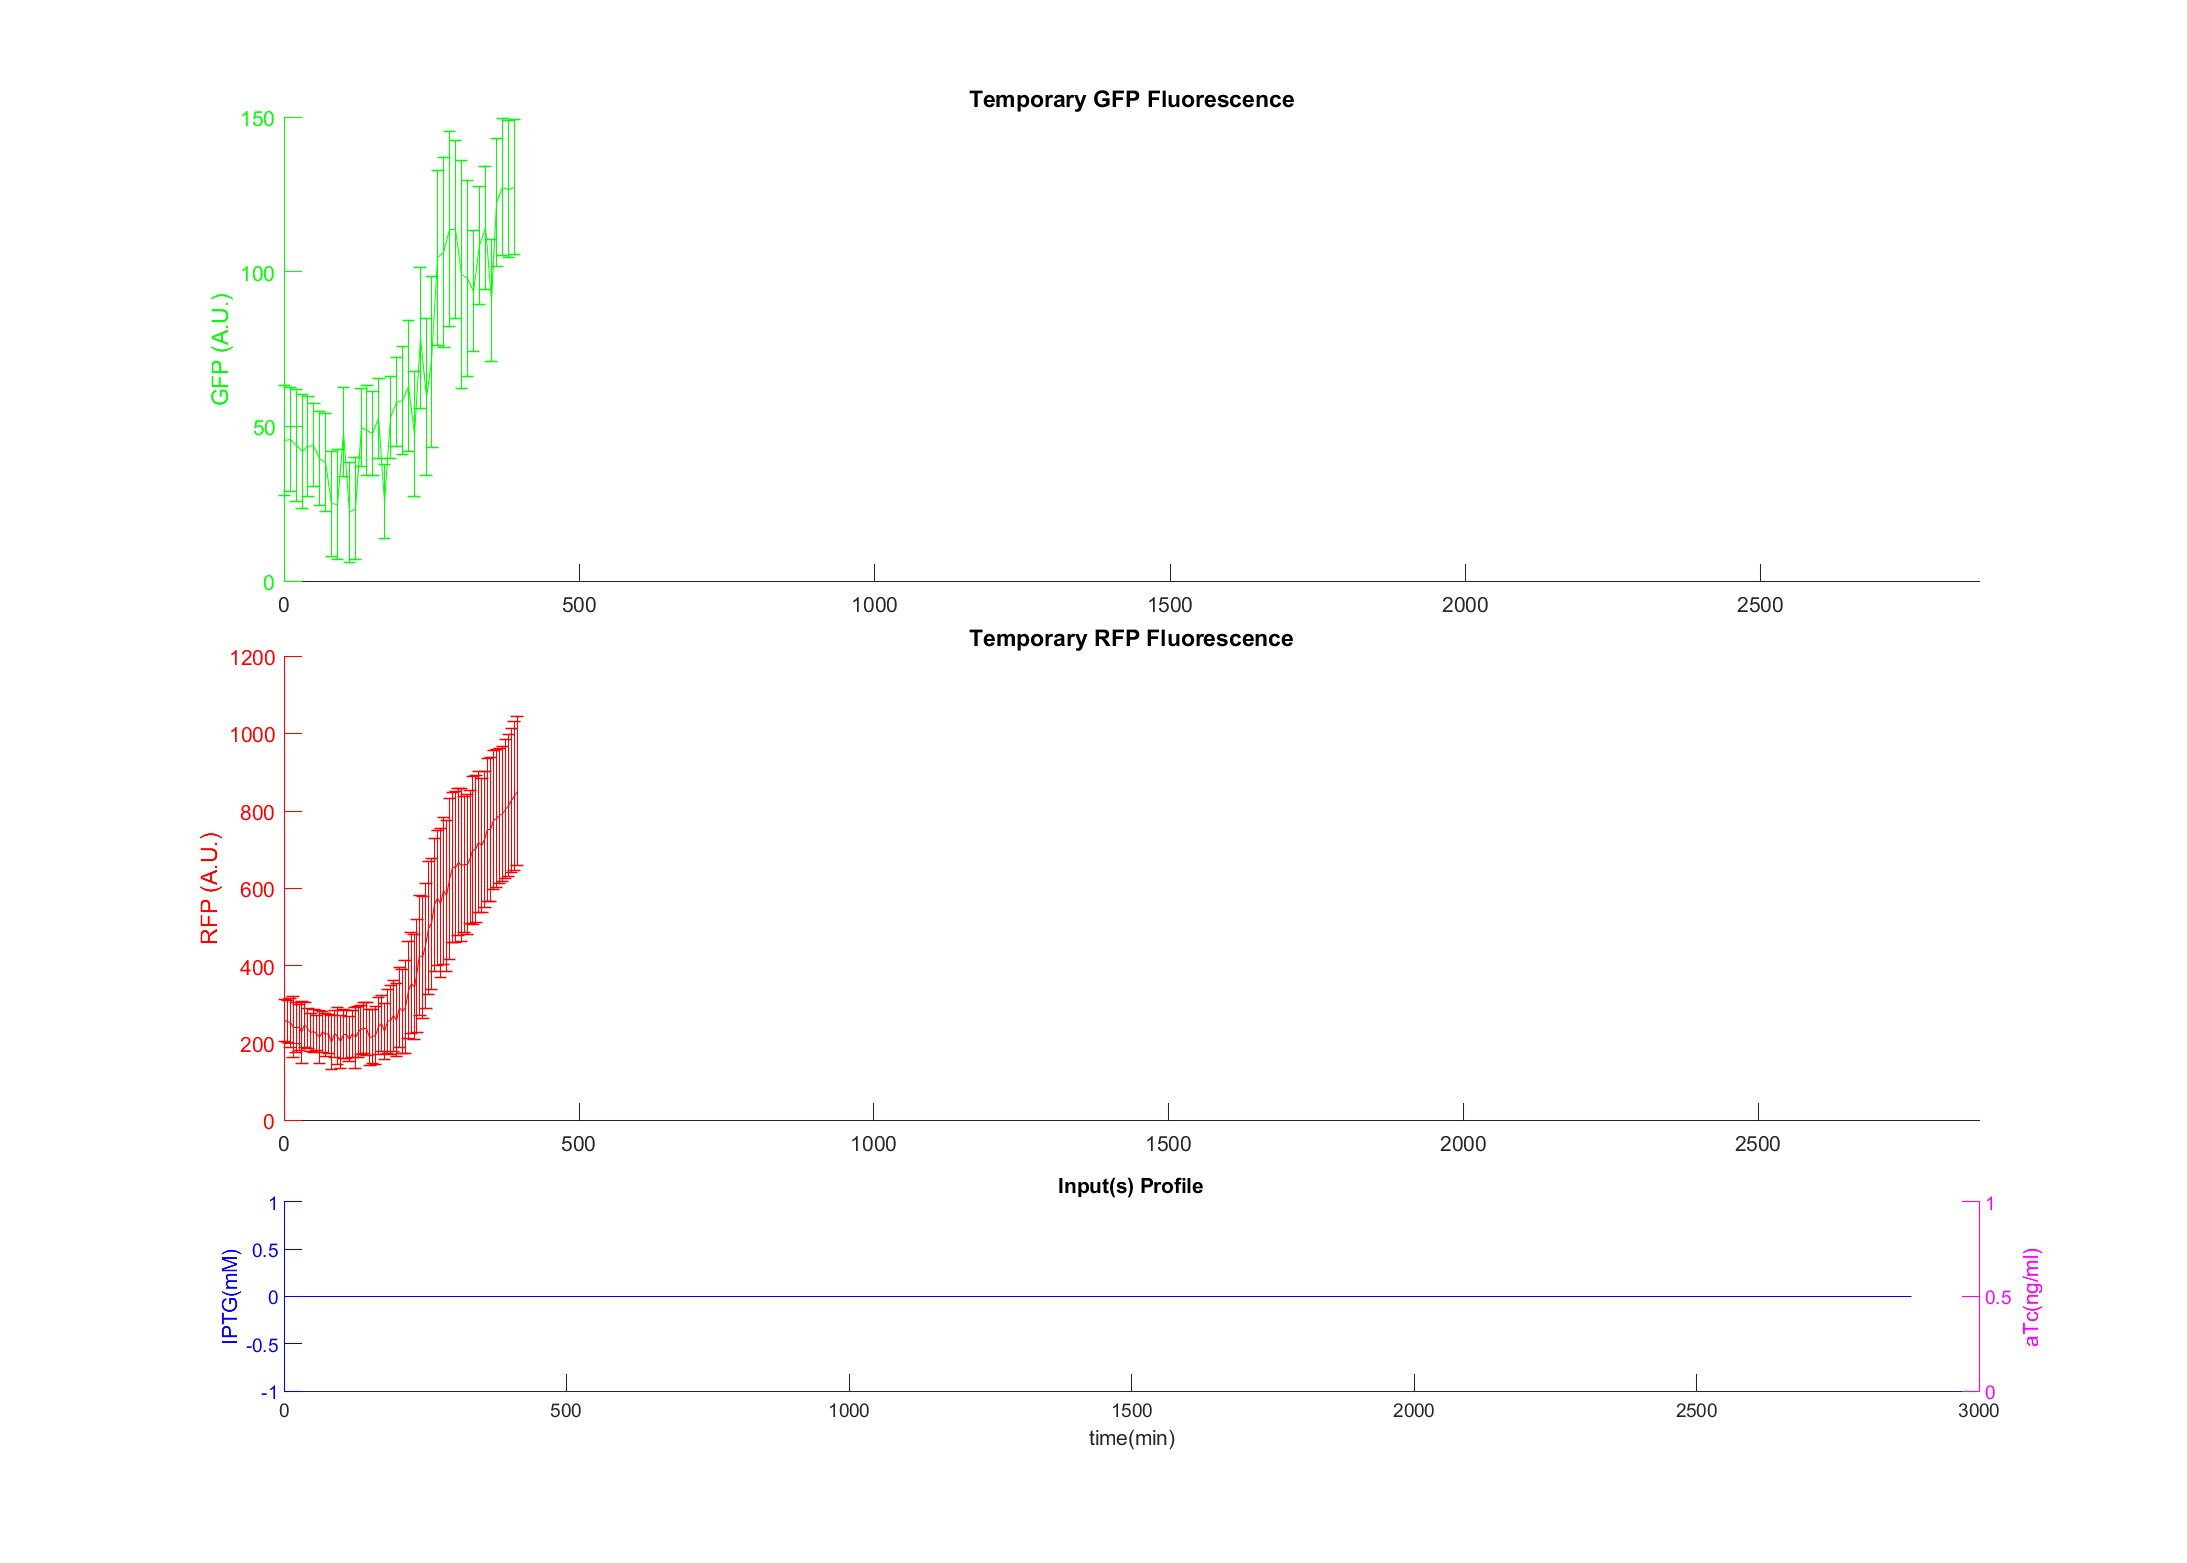 Temporary GFP Fluorescence
150
100
50
0
GFP (A.U.)
0 500 1000 1500 2000 2500
Temporary RFP Fluorescence
1200
1000
800
600
400
200
0
RFP (A.U.)
0 500 1000 1500 2000 2500
Input(s) Profile
1
0.5
0
-0.5
-1
IPTG(mM)
1
0.5
0
aTc(ng/ml)
0 500 1000 1500 2000 2500 3000
time(min)